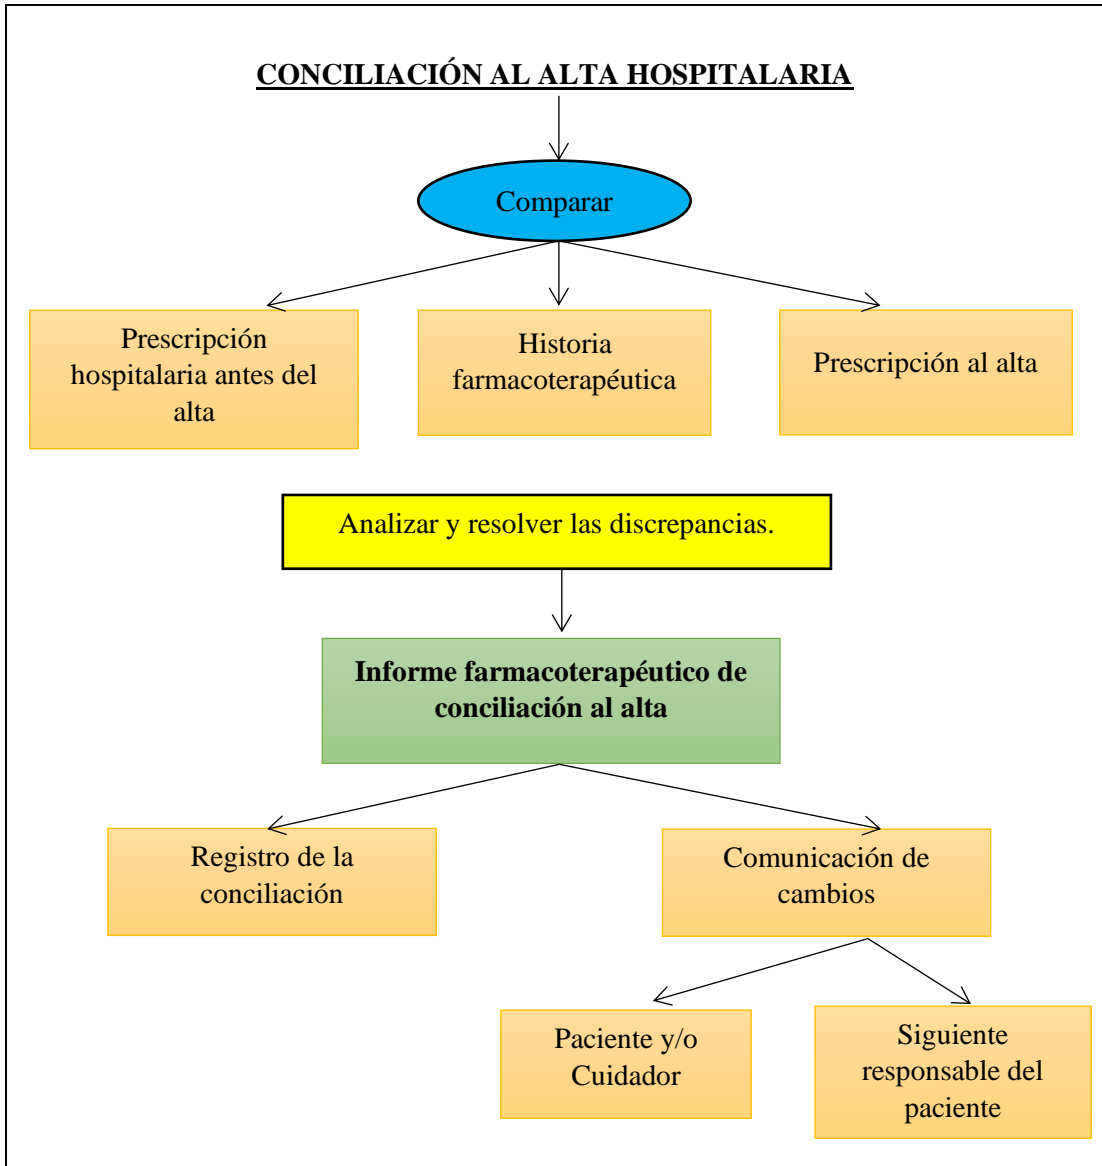 CONCILIACIÓN AL ALTA HOSPITALARIA
Comparar
Prescripción
hospitalaria antes del
alta
Historia
farmacoterapéutica
Prescripción al alta
Analizar y resolver las discrepancias.
Informe farmacoterapéutico de
conciliación al alta
Registro de la
conciliación
Comunicación de
cambios
Paciente y/o
Cuidador
Siguiente
responsable del
paciente